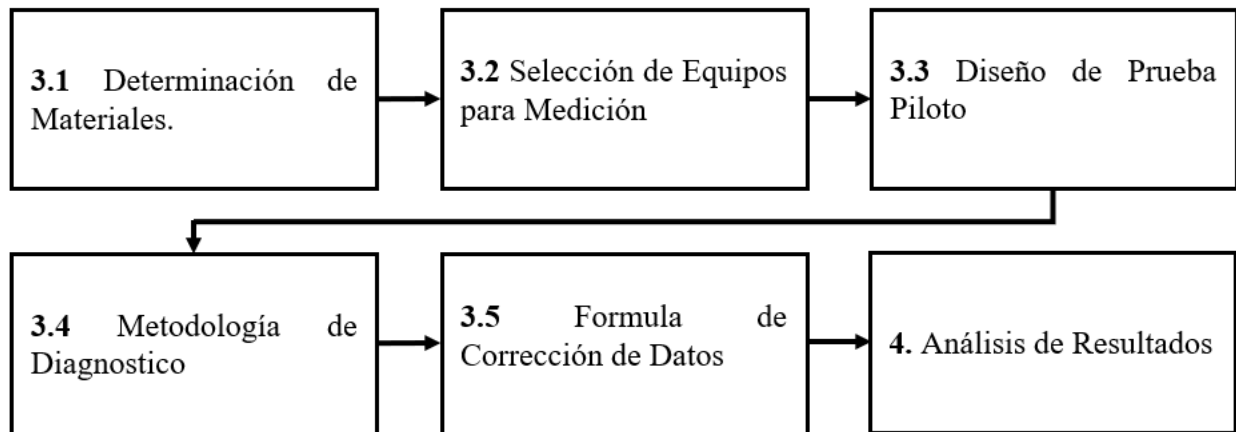 3.1 Determinación de
Materiales.
3.2 Selección de Equipos
para Medición
3.3 Diseño de Prueba
Piloto
3.4 Metodología de
Diagnostico
3.5 Formula de
Corrección de Datos
4. Análisis de Resultados